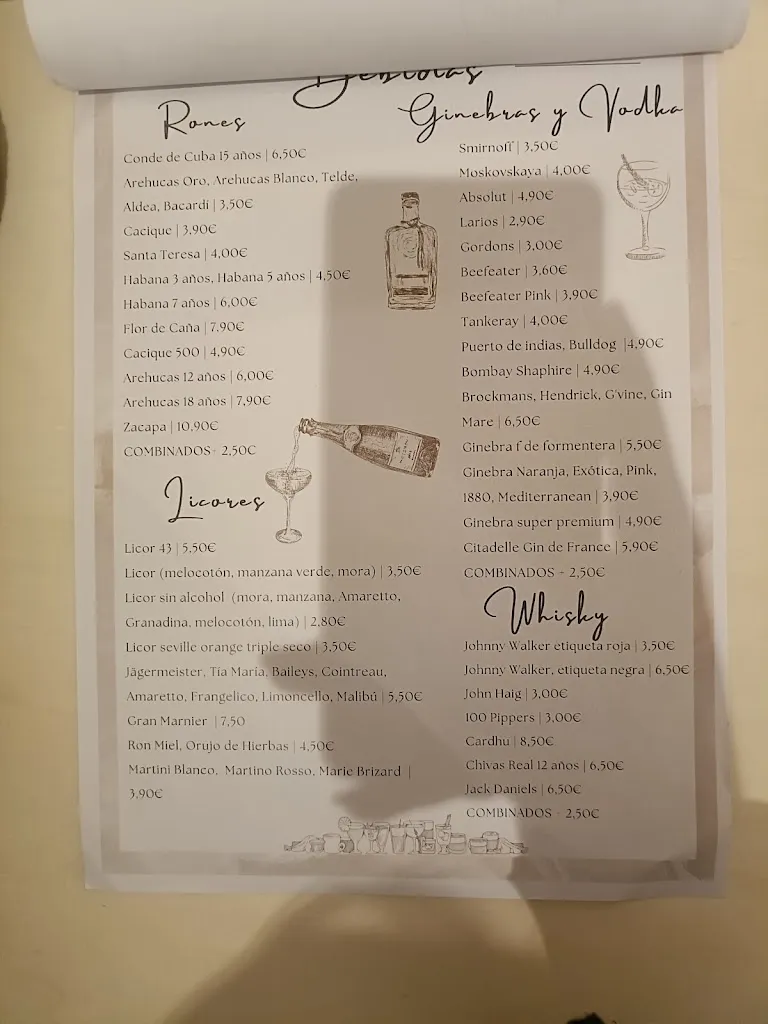 Bebidas
Rones
Conde de Cuba 15 años | 6,50€
Arehucas Oro, Arehucas Blanco, Telde,
Aldea, Bacardi | 3,50€
Cacique | 3,90€
Santa Teresa | 4,00€
Habana 3 años, Habana 5 años | 4,50€
Habana 7 años | 6,00€
Flor de Caña | 7,90€
Cacique 500 | 4,90€
Arehucas 12 años | 6,00€
Arehucas 18 años | 7,90€
Zacapa | 10,90€
COMBINADOS+ 2,50€
Licores
Licor 43 | 5,50€
Licor (melocotón, manzana verde, mora) | 3,50€
Licor sin alcohol (mora, manzana, Amaretto,
Granadina, melocotón, lima) | 2,80€
Licor seville orange triple seco | 3,50€
Jägermeister, Tía María, Baileys, Cointreau,
Amaretto, Frangelico, Limoncello, Malibú | 5,50€
Gran Marnier | 7,50
Ron Miel, Orujo de Hierbas | 4,50€
Martini Blanco, Martino Rosso, Marie Brizard |
3,90€
Ginebras y Vodka
Smirnoff | 3,50€
Moskovskaya | 4,00€
Absolut | 4,90€
Larios | 2,90€
Gordons | 3,00€
Beefeater | 3,60€
Beefeater Pink | 3,90€
Tankeray | 4,00€
Puerto de indias, Bulldog |4,90€
Bombay Shaphire | 4,90€
Brockmans, Hendrick, G'vine, Gin
Mare | 6,50€
Ginebra f de formentera | 5,50€
Ginebra Naranja, Exótica, Pink,
1880, Mediterranean | 3,90€
Ginebra super premium | 4,90€
Citadelle Gin de France | 5,90€
COMBINADOS + 2,50€
Whisky
Johnny Walker etiqueta roja | 3,50€
Johnny Walker, etiqueta negra | 6,50€
John Haig | 3,00€
100 Pippers | 3,00€
Cardhu | 8,50€
Chivas Real 12 años | 6,50€
Jack Daniels | 6,50€
COMBINADOS + 2,50€